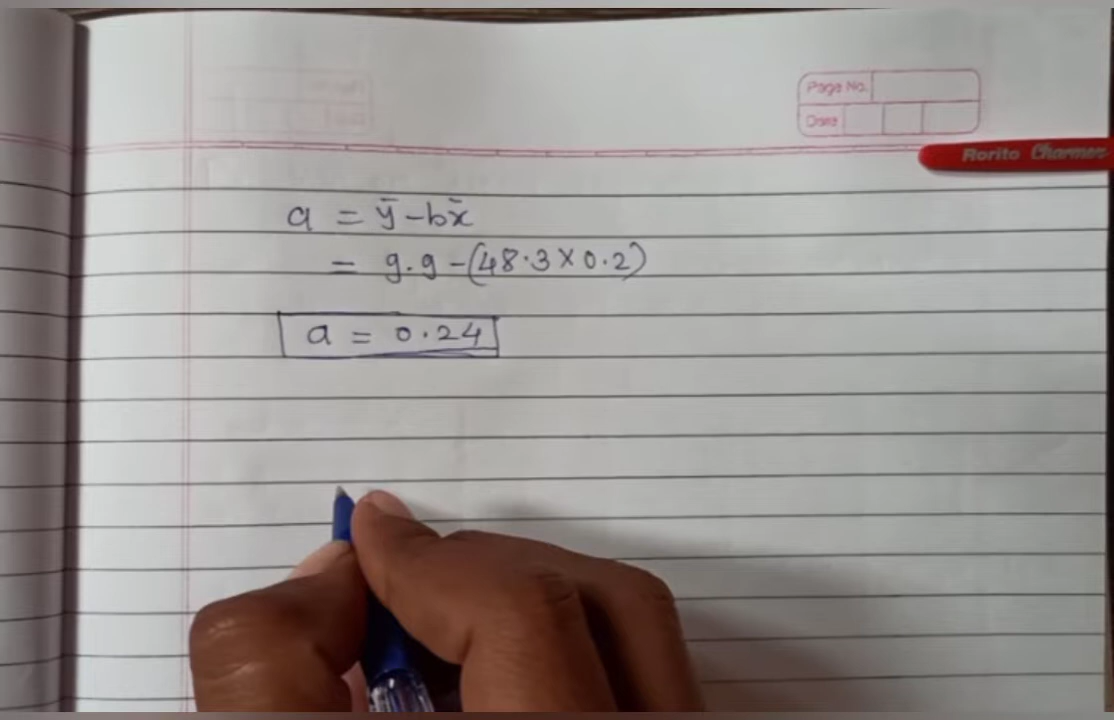 Page No.
Date
Rorito Charmer
a = ȳ - bx̄
= 9.9 - (48.3 × 0.2)
a = 0.24